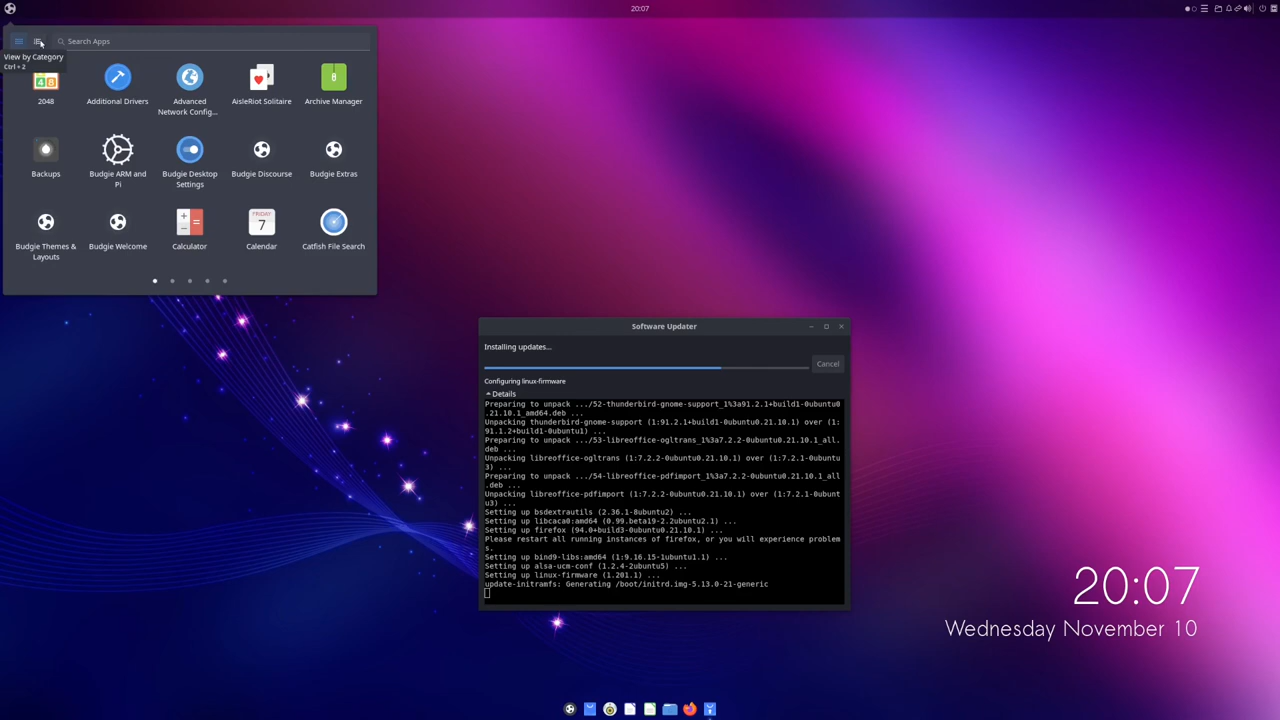 20:07
Search Apps
View by Category
Ctrl + 2
2048
Additional Drivers
Advanced
Network Config...
AisleRiot Solitaire
Archive Manager
Backups
Budgie ARM and
Pi
Budgie Desktop
Settings
Budgie Discourse
Budgie Extras
Budgie Themes &
Layouts
Budgie Welcome
Calculator
FRIDAY
7
Calendar
Catfish File Search
Software Updater
Installing updates...
Cancel
Configuring linux-firmware
Details
Preparing to unpack .../52-thunderbird-gnome-support_1%3a91.2.1+build1-0ubuntu0
.21.10.1_amd64.deb ...
Unpacking thunderbird-gnome-support (1:91.2.1+build1-0ubuntu0.21.10.1) over (1:
91.1.2+build1-0ubuntu1) ...
Preparing to unpack .../53-libreoffice-ogltrans_1%3a7.2.2-0ubuntu0.21.10.1_all.
deb ...
Unpacking libreoffice-ogltrans (1:7.2.2-0ubuntu0.21.10.1) over (1:7.2.1-0ubuntu
3) ...
Preparing to unpack .../54-libreoffice-pdfimport_1%3a7.2.2-0ubuntu0.21.10.1_all
.deb ...
Unpacking libreoffice-pdfimport (1:7.2.2-0ubuntu0.21.10.1) over (1:7.2.1-0ubunt
u3) ...
Setting up bsdextrautils (2.36.1-8ubuntu2) ...
Setting up libcaca0:amd64 (0.99.beta19-2.2ubuntu2.1) ...
Setting up firefox (94.0+build3-0ubuntu0.21.10.1) ...
Please restart all running instances of firefox, or you will experience problem
s.
Setting up bind9-libs:amd64 (1:9.16.15-1ubuntu1.1) ...
Setting up alsa-ucm-conf (1.2.4-2ubuntu5) ...
Setting up linux-firmware (1.201.1) ...
update-initramfs: Generating /boot/initrd.img-5.13.0-21-generic
20:07
Wednesday November 10